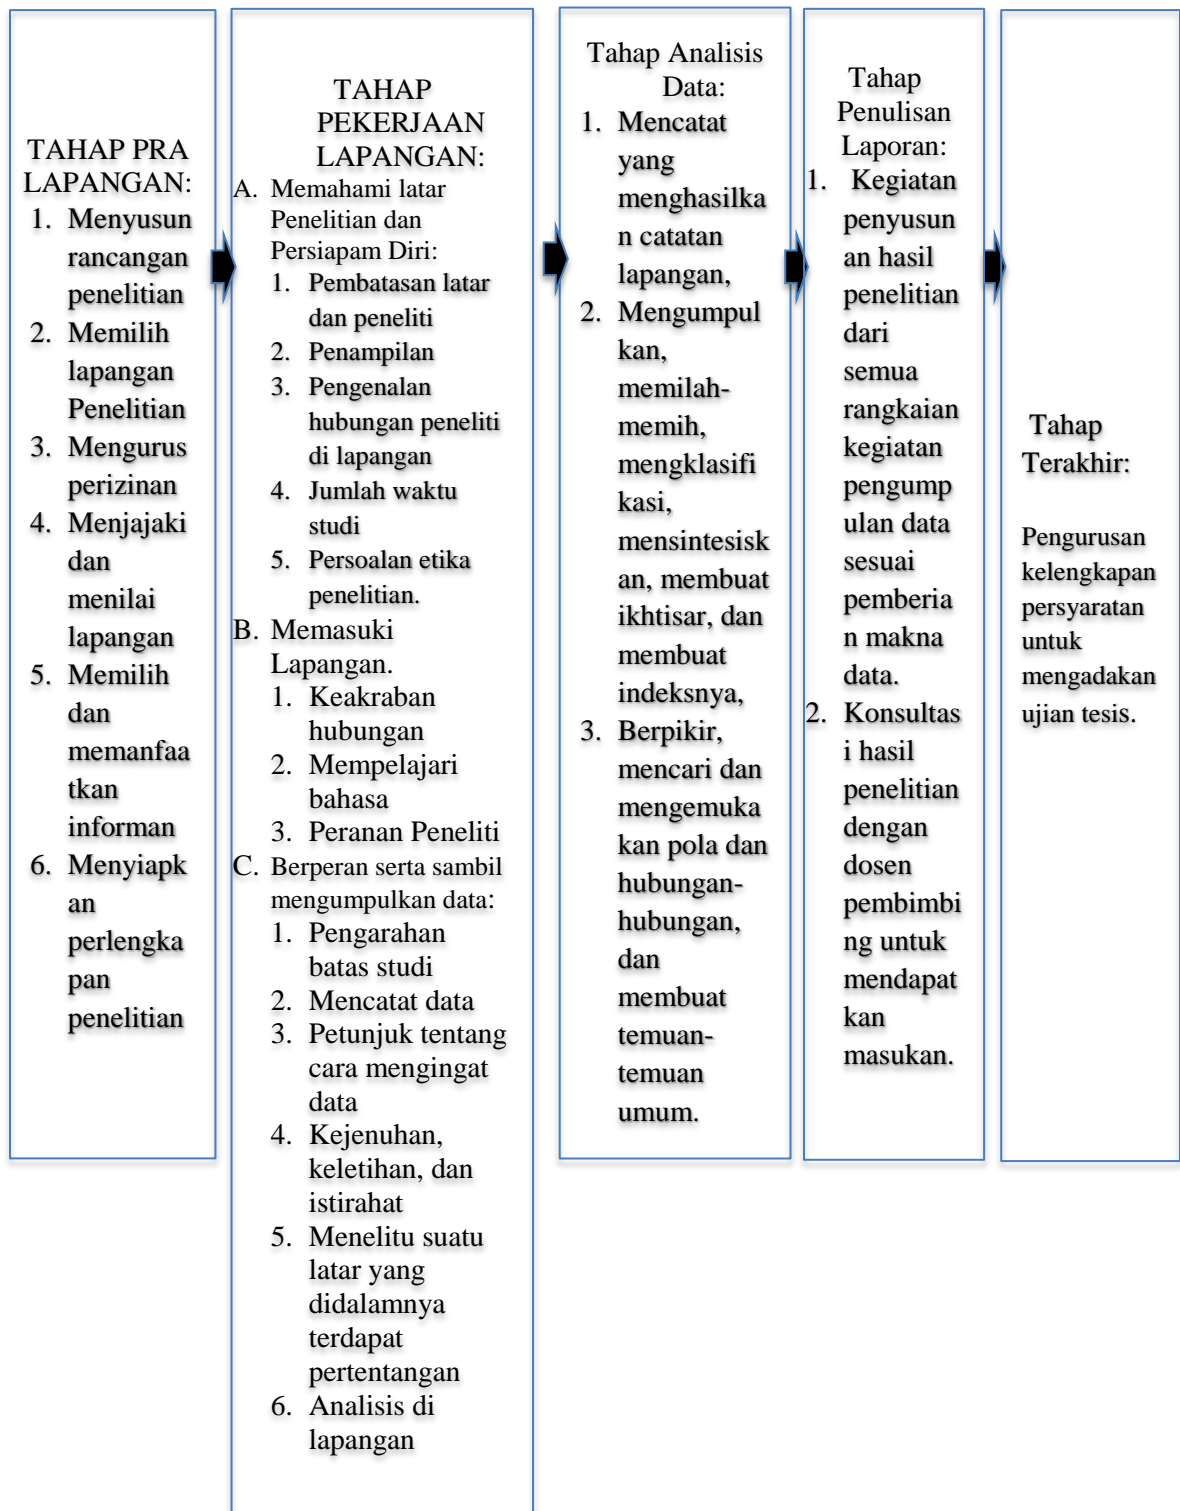 TAHAP PRA
LAPANGAN:
1. Menyusun
rancangan
penelitian
2. Memilih
lapangan
Penelitian
3. Mengurus
perizinan
4. Menjajaki
dan
menilai
lapangan
5. Memilih
dan
memanfaa
tkan
informan
6. Menyiapk
an
perlengka
pan
penelitian
TAHAP
PEKERJAAN
LAPANGAN:
A. Memahami latar
Penelitian dan
Persiapam Diri:
1. Pembatasan latar
dan peneliti
2. Penampilan
3. Pengenalan
hubungan peneliti
di lapangan
4. Jumlah waktu
studi
5. Persoalan etika
penelitian.
B. Memasuki
Lapangan.
1. Keakraban
hubungan
2. Mempelajari
bahasa
3. Peranan Peneliti
C. Berperan serta sambil
mengumpulkan data:
1. Pengarahan
batas studi
2. Mencatat data
3. Petunjuk tentang
cara mengingat
data
4. Kejenuhan,
keletihan, dan
istirahat
5. Menelitu suatu
latar yang
didalamnya
terdapat
pertentangan
6. Analisis di
lapangan
Tahap Analisis
Data:
1. Mencatat
yang
menghasilka
n catatan
lapangan,
2. Mengumpul
kan,
memilah-
memih,
mengklasifi
kasi,
mensintesisk
an, membuat
ikhtisar, dan
membuat
indeksnya,
3. Berpikir,
mencari dan
mengemuka
kan pola dan
hubungan-
hubungan,
dan
membuat
temuan-
temuan
umum.
Tahap
Penulisan
Laporan:
1. Kegiatan
penyusun
an hasil
penelitian
dari
semua
rangkaian
kegiatan
pengump
ulan data
sesuai
pemberia
n makna
data.
2. Konsultas
i hasil
penelitian
dengan
dosen
pembimbi
ng untuk
mendapat
kan
masukan.
Tahap
Terakhir:
Pengurusan
kelengkapan
persyaratan
untuk
mengadakan
ujian tesis.